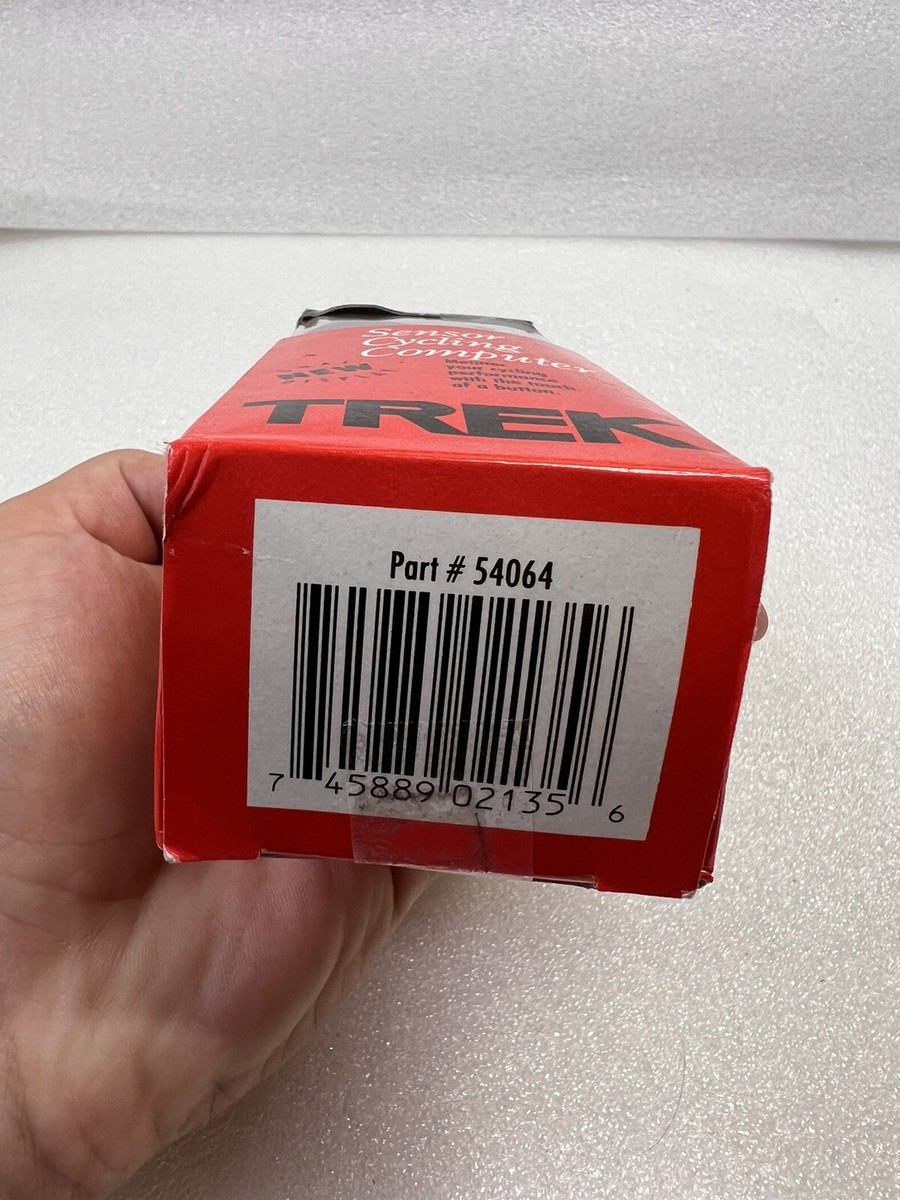 Sensor
Cycling
Computer
NEW
DISPLAY
Monitor
your cycling
performance
with the touch
of a button.
TREK
Part # 54064
7 45889 02135 6